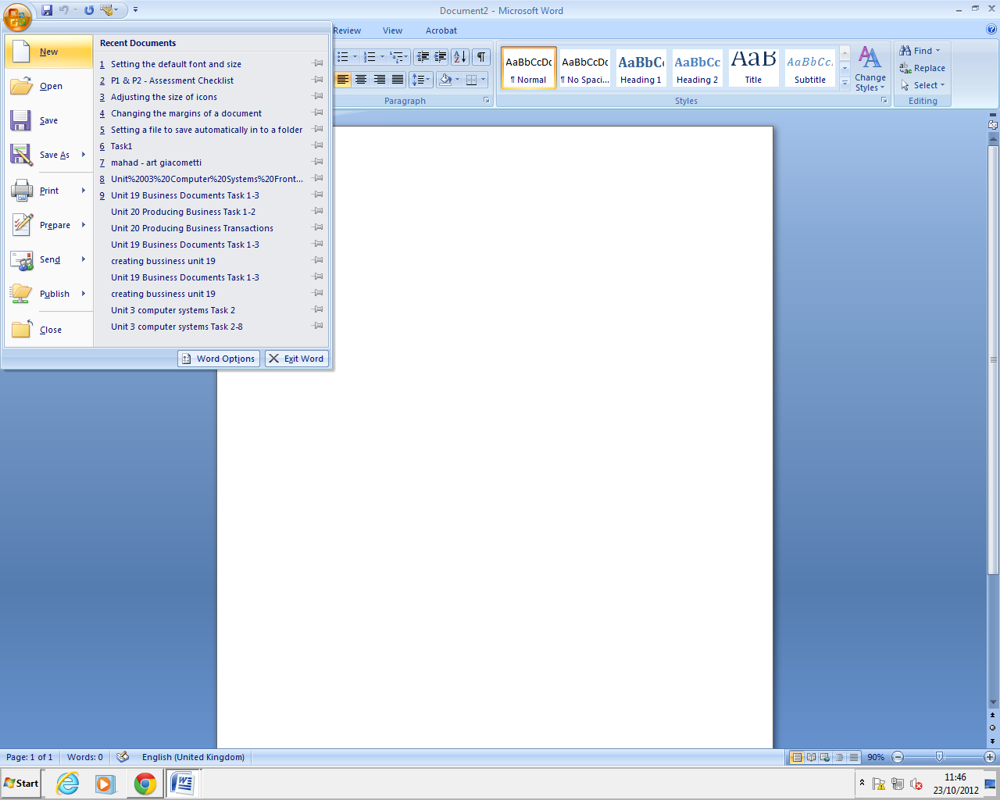 Document2 - Microsoft Word
Review View Acrobat
New
Open
Save
Save As
Print
Prepare
Send
Publish
Close
Recent Documents
1 Setting the default font and size
2 P1 & P2 - Assessment Checklist
3 Adjusting the size of icons
4 Changing the margins of a document
5 Setting a file to save automatically in to a folder
6 Task1
7 mahad - art giacometti
8 Unit%2003%20Computer%20Systems%20Front...
9 Unit 19 Business Documents Task 1-3
Unit 20 Producing Business Task 1-2
Unit 20 Producing Business Transactions
Unit 19 Business Documents Task 1-3
creating bussiness unit 19
Unit 19 Business Documents Task 1-3
creating bussiness unit 19
Unit 3 computer systems Task 2
Unit 3 computer systems Task 2-8
Word Options Exit Word
Paragraph
AaBbCcDc AaBbCcDc AaBbC AaBbCc AaB AaBbCc.
¶ Normal ¶ No Spaci... Heading 1 Heading 2 Title Subtitle
Change
Styles
Styles
Find
Replace
Select
Editing
Page: 1 of 1 Words: 0 English (United Kingdom) 90%
Start
11:46
23/10/2012